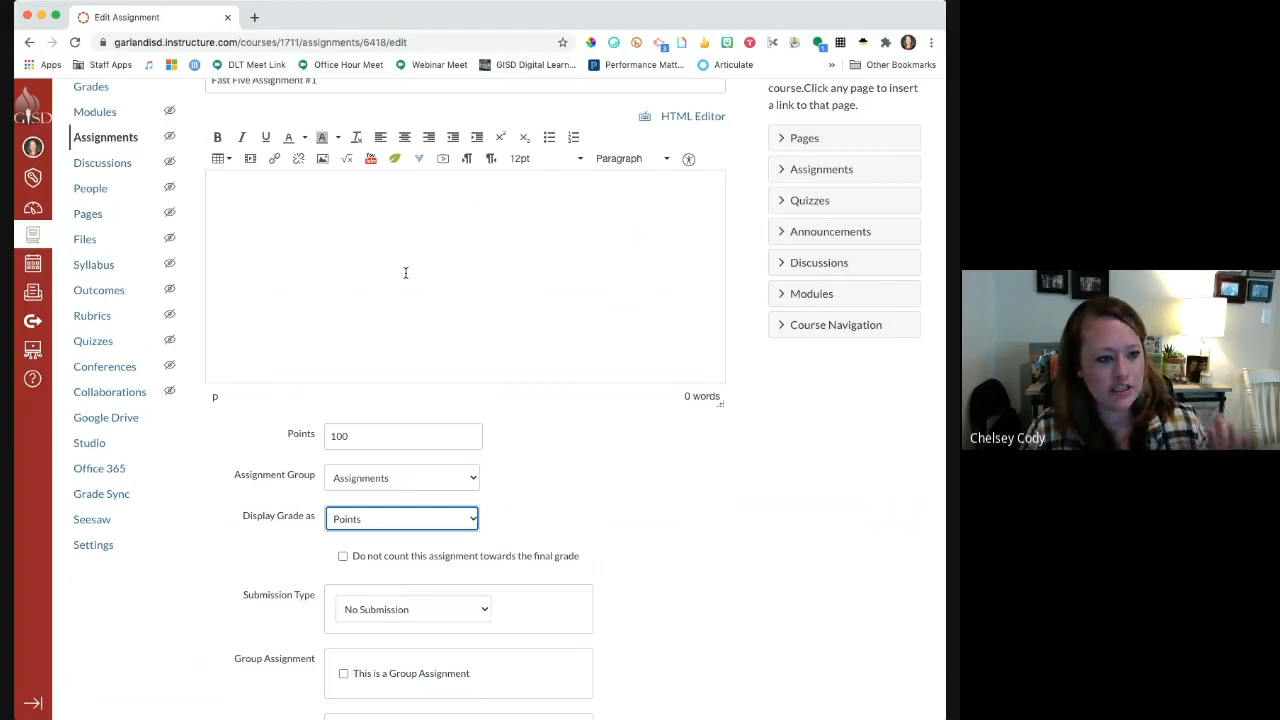 Edit Assignment
garlandisd.instructure.com/courses/1711/assignments/6418/edit
Apps
Staff Apps
DLT Meet Link
Office Hour Meet
Webinar Meet
GISD Digital Learn...
Performance Matt...
Articulate
»
Other Bookmarks
GISD
Grades
Modules
Assignments
Discussions
People
Pages
Files
Syllabus
Outcomes
Rubrics
Quizzes
Conferences
Collaborations
Google Drive
Studio
Office 365
Grade Sync
Seesaw
Settings
Fast Five Assignment #1
HTML Editor
12pt
Paragraph
p
0 words
Points
100
Assignment Group
Assignments
Display Grade as
Points
Do not count this assignment towards the final grade
Submission Type
No Submission
Group Assignment
This is a Group Assignment
course.Click any page to insert
a link to that page.
Pages
Assignments
Quizzes
Announcements
Discussions
Modules
Course Navigation
Chelsey Cody